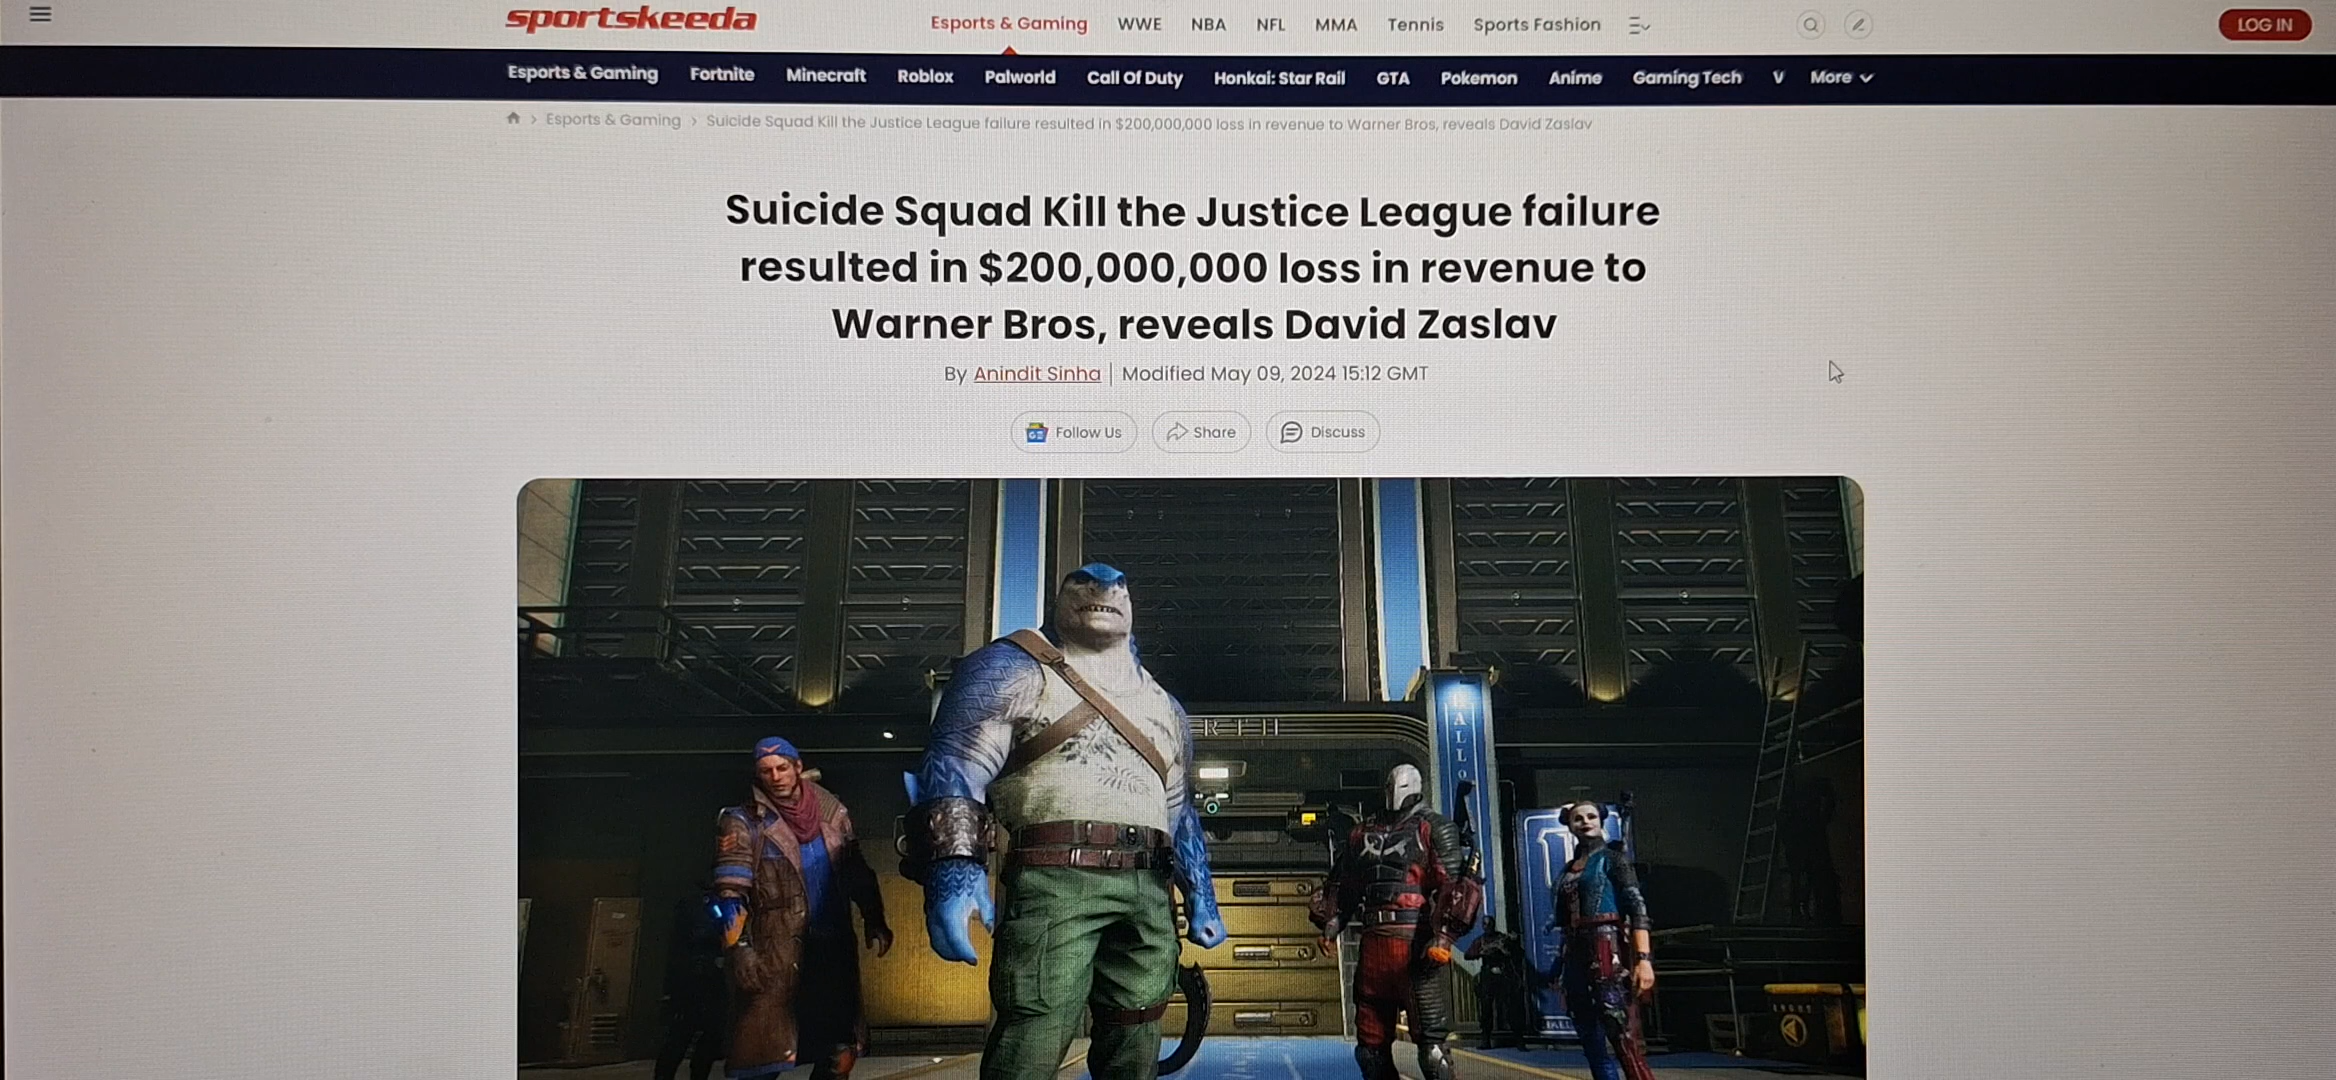 sportskeeda
Esports & Gaming WWE NBA NFL MMA Tennis Sports Fashion
LOG IN
Esports & Gaming Fortnite Minecraft Roblox Palworld Call Of Duty Honkai: Star Rail GTA Pokemon Anime Gaming Tech V More
> Esports & Gaming > Suicide Squad Kill the Justice League failure resulted in $200,000,000 loss in revenue to Warner Bros, reveals David Zaslav
Suicide Squad Kill the Justice League failure
resulted in $200,000,000 loss in revenue to
Warner Bros, reveals David Zaslav
By Anindit Sinha | Modified May 09, 2024 15:12 GMT
Follow Us Share Discuss